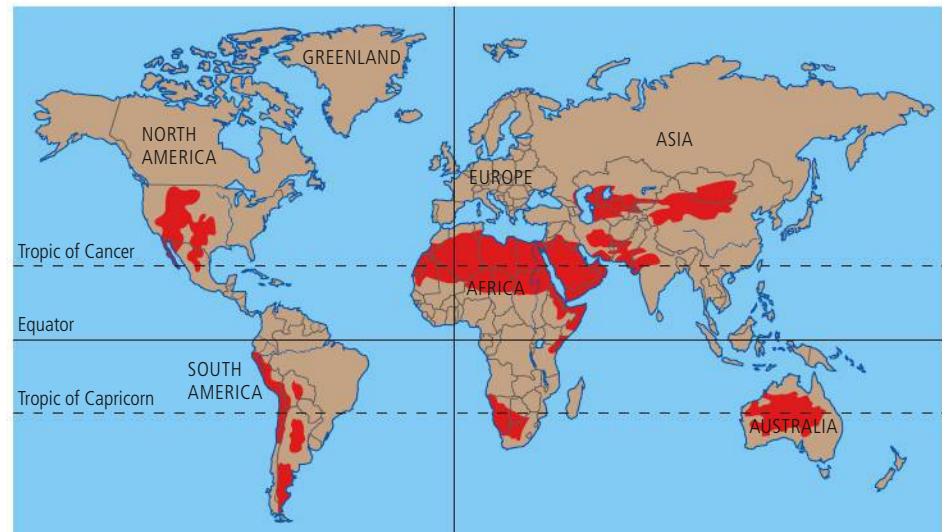 GREENLAND
NORTH
AMERICA
ASIA
EUROPE
Tropic of Cancer
AFRICA
Equator
SOUTH
AMERICA
Tropic of Capricorn
AUSTRALIA